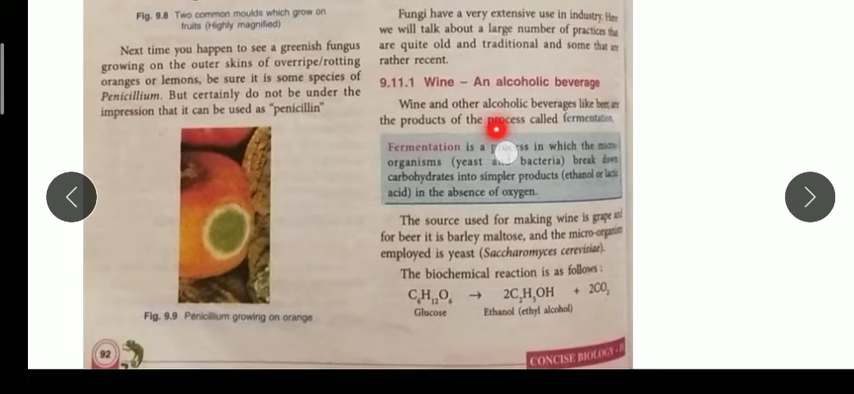 Fig. 9.8 Two common moulds which grow on
fruits (Highly magnified)
Next time you happen to see a greenish fungus
growing on the outer skins of overripe/rotting
oranges or lemons, be sure it is some species of
Penicillium. But certainly do not be under the
impression that it can be used as "penicillin"
Fig. 9.9 Penicillium growing on orange
92
Fungi have a very extensive use in industry. Here
we will talk about a large number of practices that
are quite old and traditional and some that are
rather recent.
9.11.1 Wine – An alcoholic beverage
Wine and other alcoholic beverages like beer, are
the products of the process called fermentation.
Fermentation is a process in which the micro-
organisms (yeast and bacteria) break down
carbohydrates into simpler products (ethanol or lactic
acid) in the absence of oxygen.
The source used for making wine is grape and
for beer it is barley maltose, and the micro-organism
employed is yeast (Saccharomyces cerevisiae).
The biochemical reaction is as follows :
C₆H₁₂O₆ → 2C₂H₅OH + 2CO₂
Glucose Ethanol (ethyl alcohol)
CONCISE BIOLOGY -